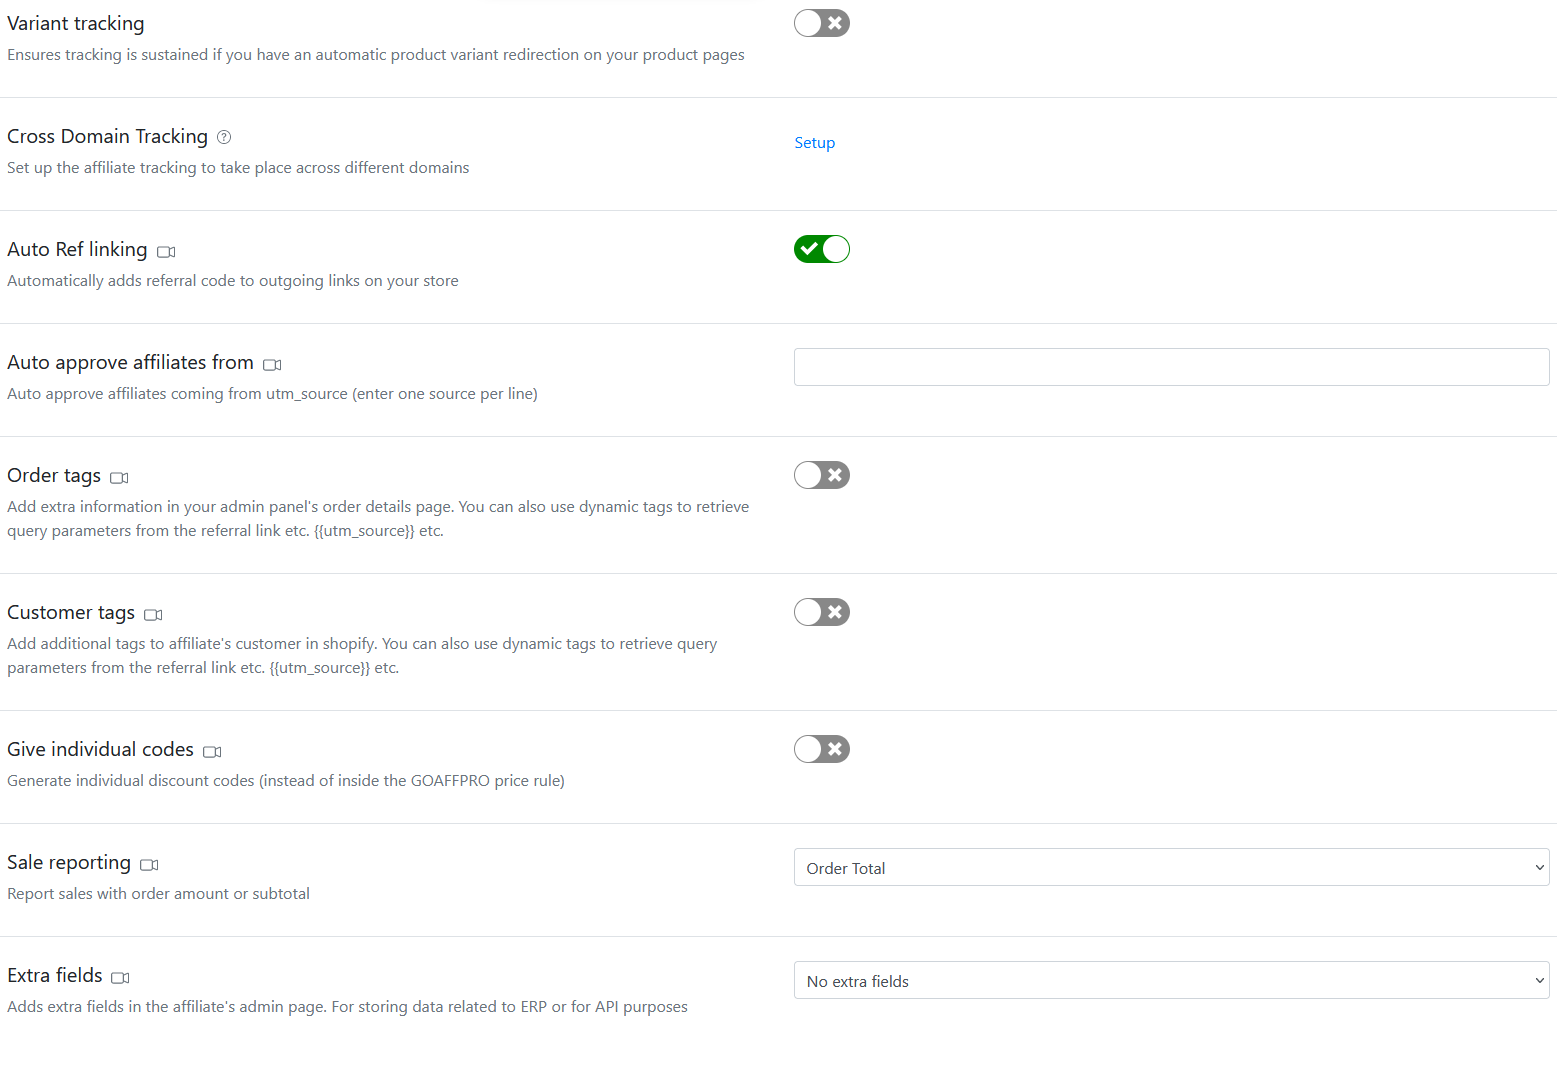 Variant tracking
Ensures tracking is sustained if you have an automatic product variant redirection on your product pages
Cross Domain Tracking
Set up the affiliate tracking to take place across different domains
Setup
Auto Ref linking
Automatically adds referral code to outgoing links on your store
Auto approve affiliates from
Auto approve affiliates coming from utm_source (enter one source per line)
Order tags
Add extra information in your admin panel's order details page. You can also use dynamic tags to retrieve
query parameters from the referral link etc. {{utm_source}} etc.
Customer tags
Add additional tags to affiliate's customer in shopify. You can also use dynamic tags to retrieve query
parameters from the referral link etc. {{utm_source}} etc.
Give individual codes
Generate individual discount codes (instead of inside the GOAFFPRO price rule)
Sale reporting
Report sales with order amount or subtotal
Order Total
Extra fields
Adds extra fields in the affiliate's admin page. For storing data related to ERP or for API purposes
No extra fields